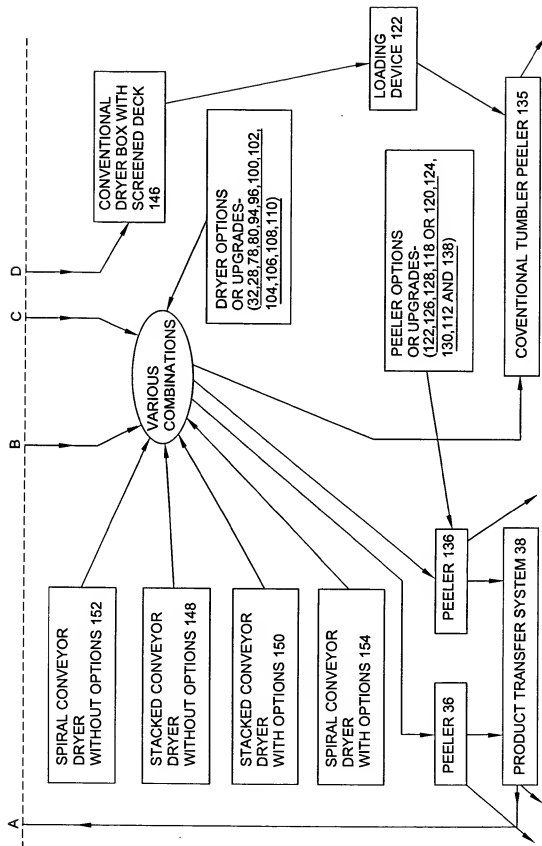 A
B
C
D
SPIRAL CONVEYOR
DRYER
WITHOUT OPTIONS 152
STACKED CONVEYOR
DRYER
WITHOUT OPTIONS 148
STACKED CONVEYOR
DRYER
WITH OPTIONS 150
SPIRAL CONVEYOR
DRYER
WITH OPTIONS 154
VARIOUS
COMBINATIONS
CONVENTIONAL
DRYER BOX WITH
SCREENED DECK
146
DRYER OPTIONS
OR UPGRADES-
(32,28,78,80,94,96,100,102,
104,106,108,110)
LOADING
DEVICE 122
PEELER OPTIONS
OR UPGRADES-
(122,126,128,118 OR 120,124,
130,112 AND 138)
PEELER 36
PEELER 136
PRODUCT TRANSFER SYSTEM 38
COVENTIONAL TUMBLER PEELER 135